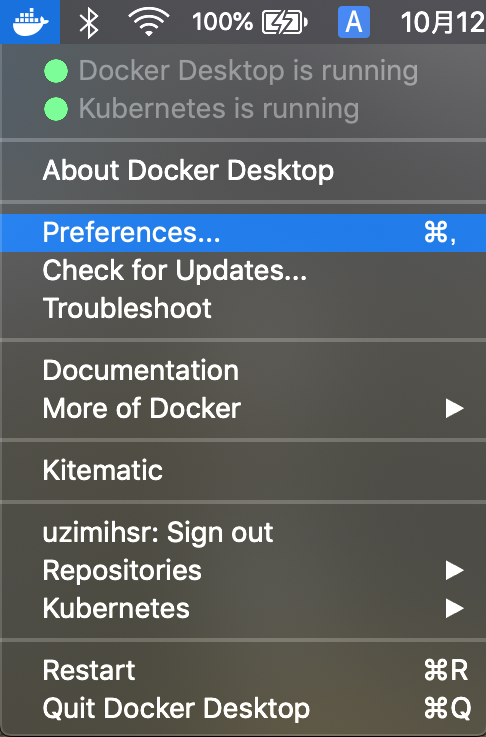 100% A 10月12
Docker Desktop is running
Kubernetes is running
About Docker Desktop
Preferences... ⌘,
Check for Updates...
Troubleshoot
Documentation
More of Docker
Kitematic
uzimihsr: Sign out
Repositories
Kubernetes
Restart ⌘R
Quit Docker Desktop ⌘Q